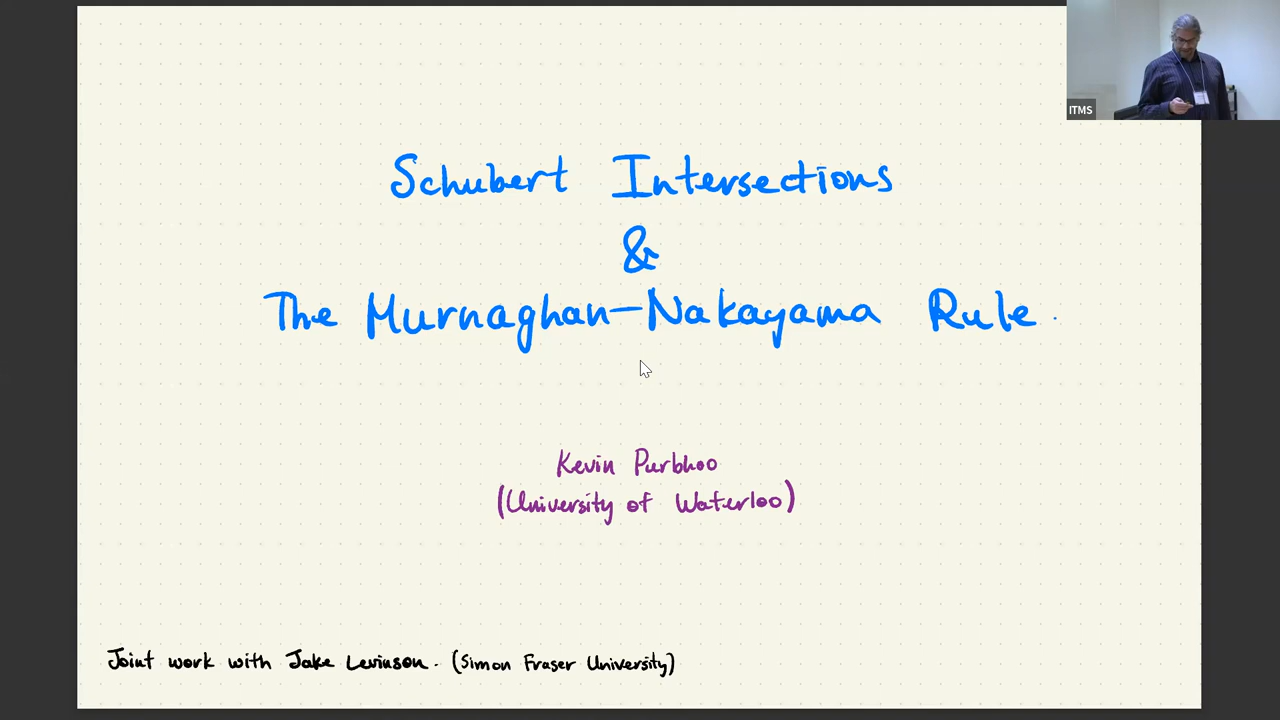 Schubert Intersections
&
The Murnaghan-Nakayama Rule.
Kevin Purbhoo
(University of Waterloo)
Joint work with Jake Levinson. (Simon Fraser University)
ITMS